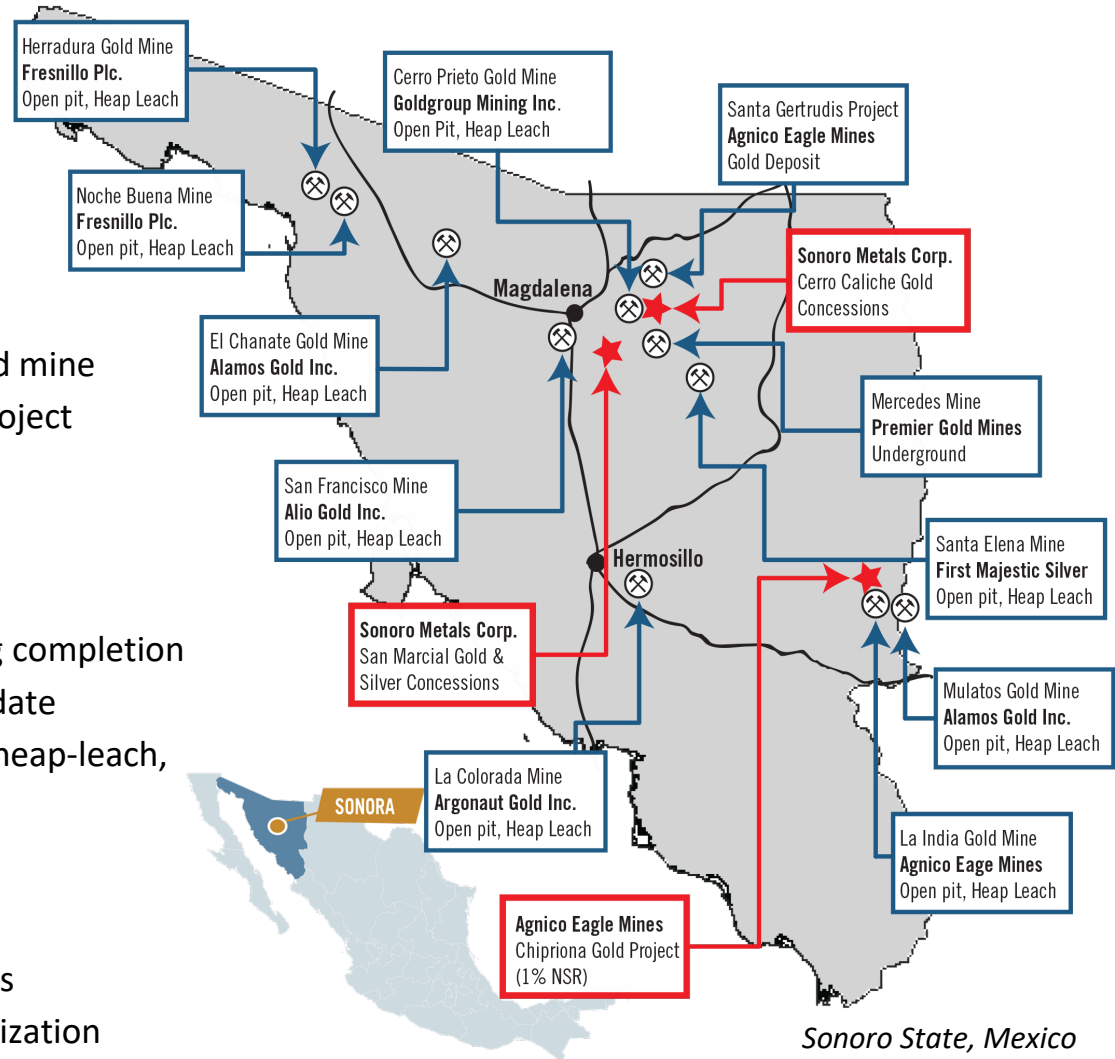 Herradura Gold Mine
Fresnillo Plc.
Open pit, Heap Leach
Cerro Prieto Gold Mine
Goldgroup Mining Inc.
Open Pit, Heap Leach
Santa Gertrudis Project
Agnico Eagle Mines
Gold Deposit
Noche Buena Mine
Fresnillo Plc.
Open pit, Heap Leach
Sonoro Metals Corp.
Cerro Caliche Gold
Concessions
Magdalena
El Chanate Gold Mine
Alamos Gold Inc.
Open pit, Heap Leach
mine
Mercedes Mine
Premier Gold Mines
Underground
San Francisco Mine
Alio Gold Inc.
Open pit, Heap Leach
Santa Elena Mine
First Majestic Silver
Open pit, Heap Leach
Hermosillo
Sonoro Metals Corp.
San Marcial Gold &
Silver Concessions
completion
heap-leach,
Mulatos Gold Mine
Alamos Gold Inc.
Open pit, Heap Leach
La Colorada Mine
Argonaut Gold Inc.
Open pit, Heap Leach
SONORA
La India Gold Mine
Agnico Eage Mines
Open pit, Heap Leach
Agnico Eagle Mines
Chipriona Gold Project
(1% NSR)
Sonoro State, Mexico